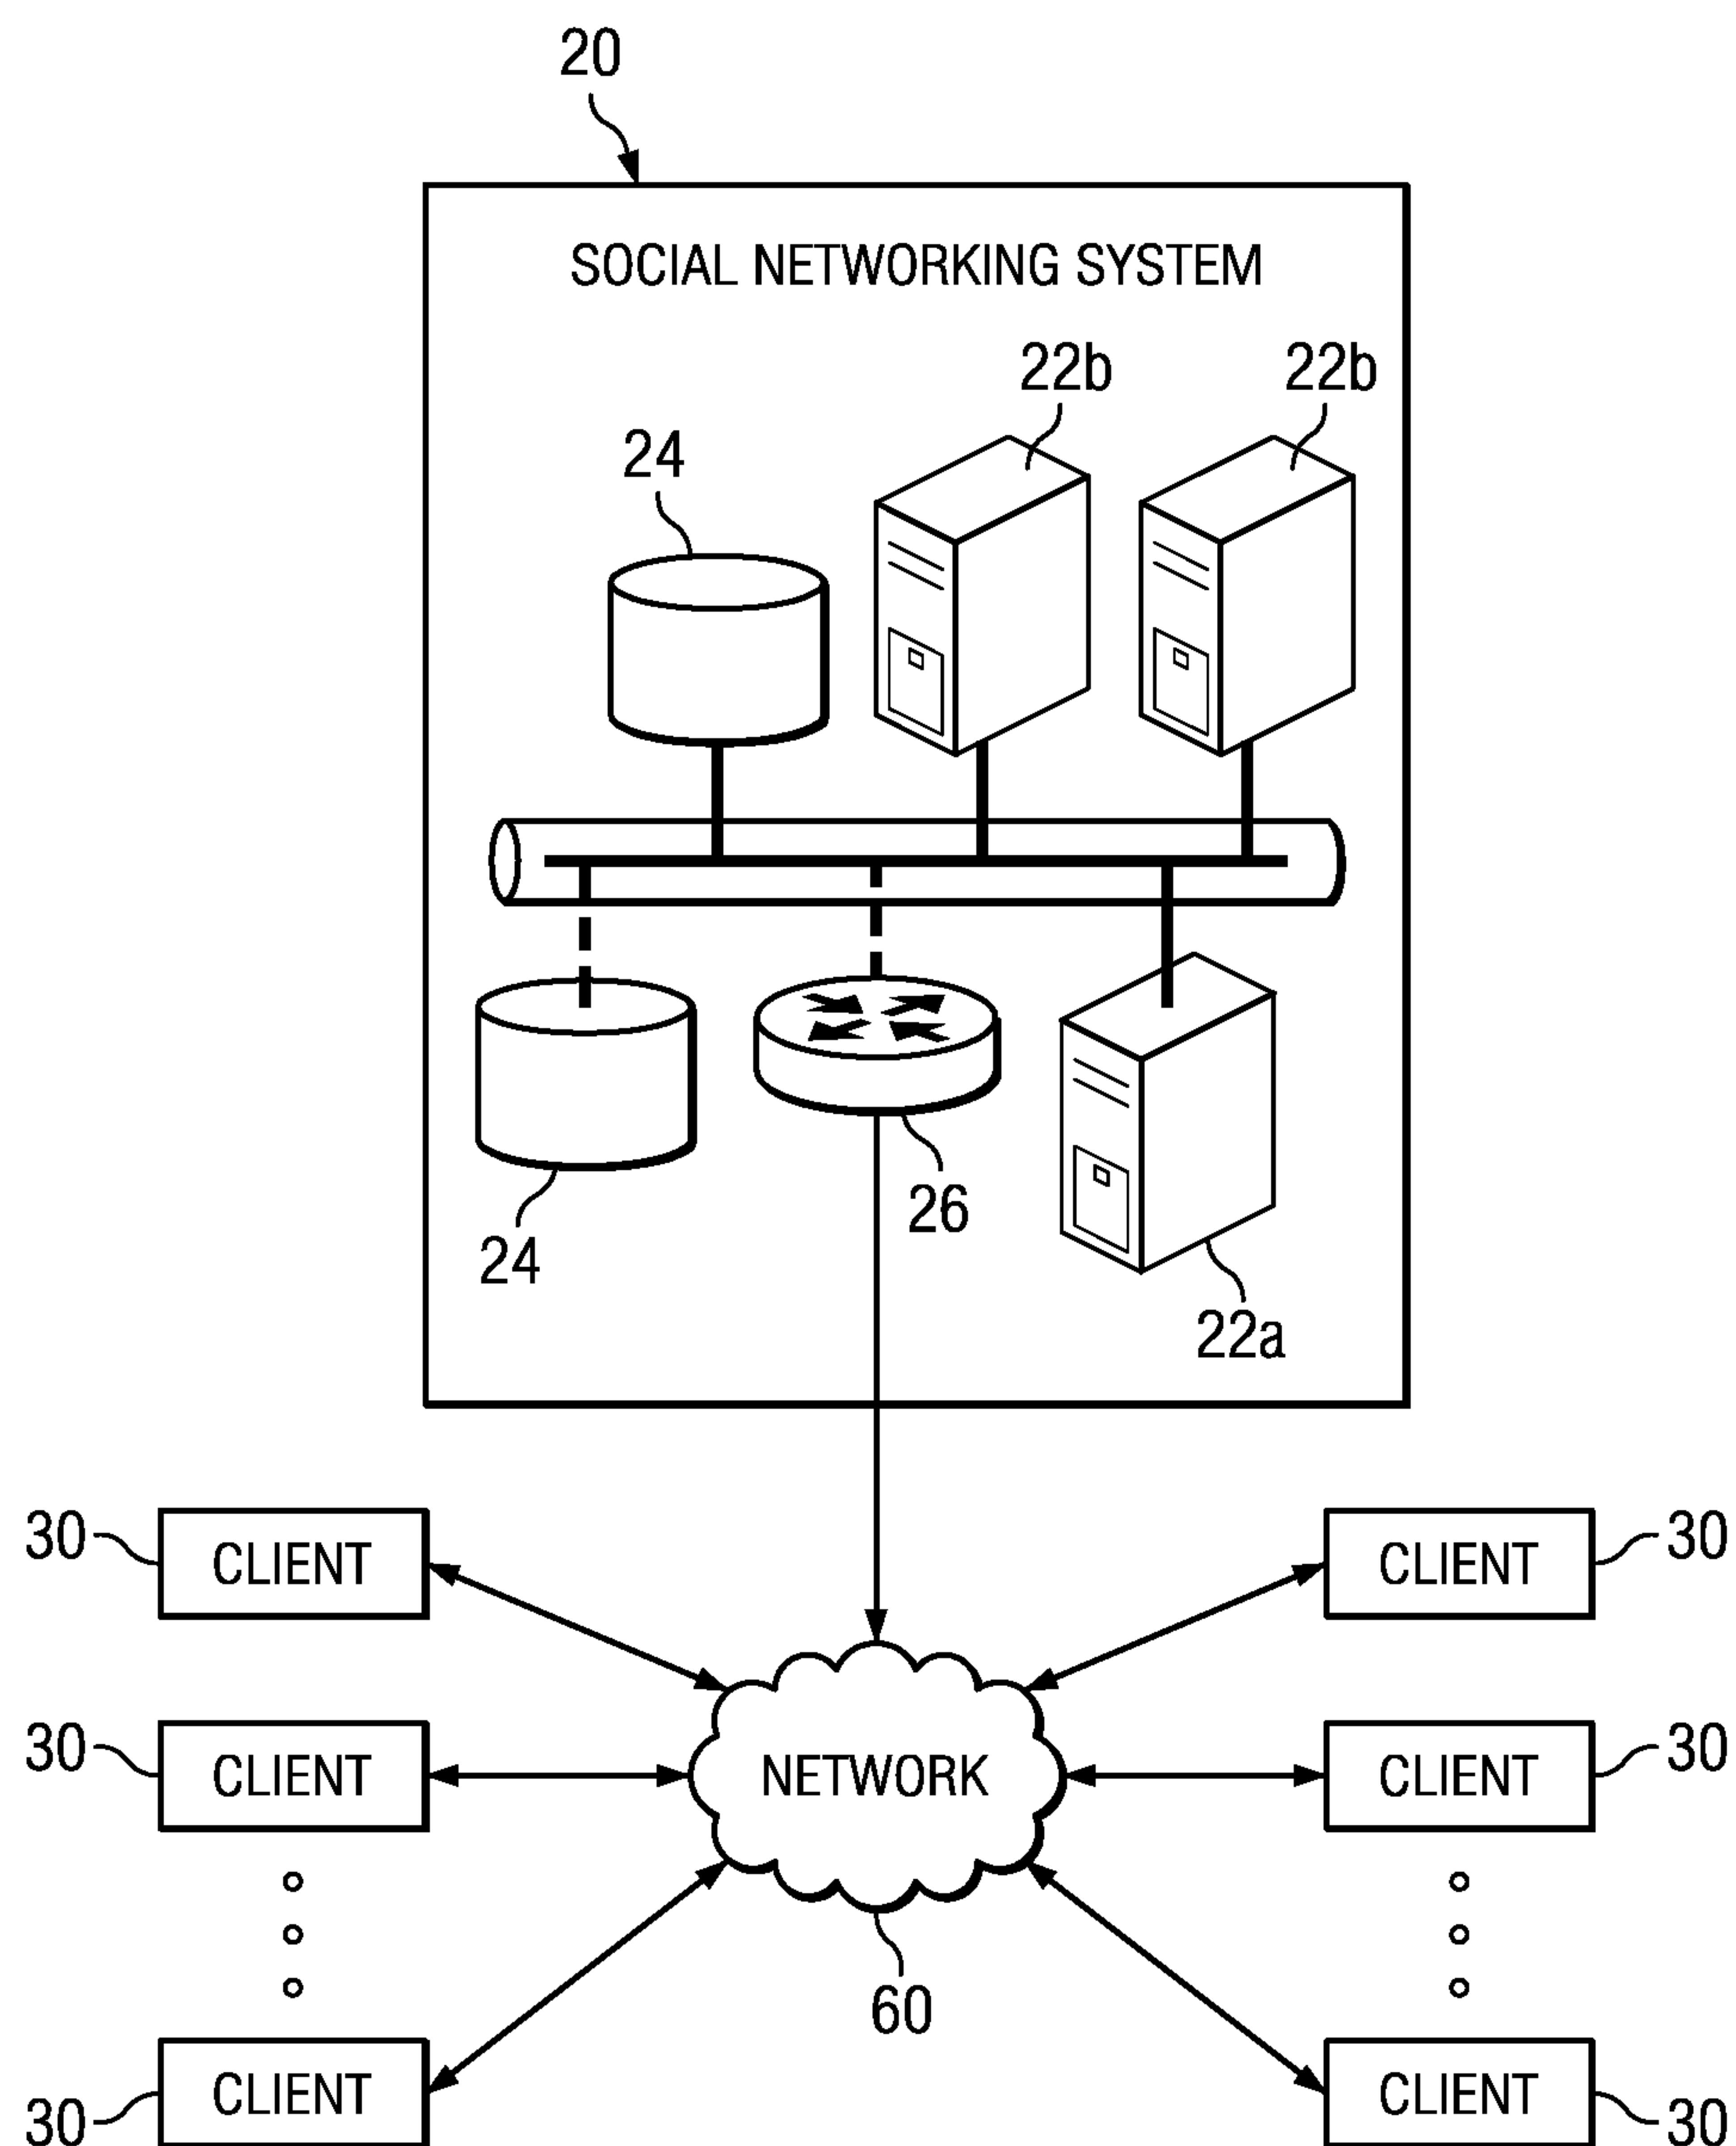 20
SOCIAL NETWORKING SYSTEM
22b
22b
24
24
26
22a
30
CLIENT
CLIENT
30
30
CLIENT
NETWORK
CLIENT
30
60
30
CLIENT
CLIENT
30